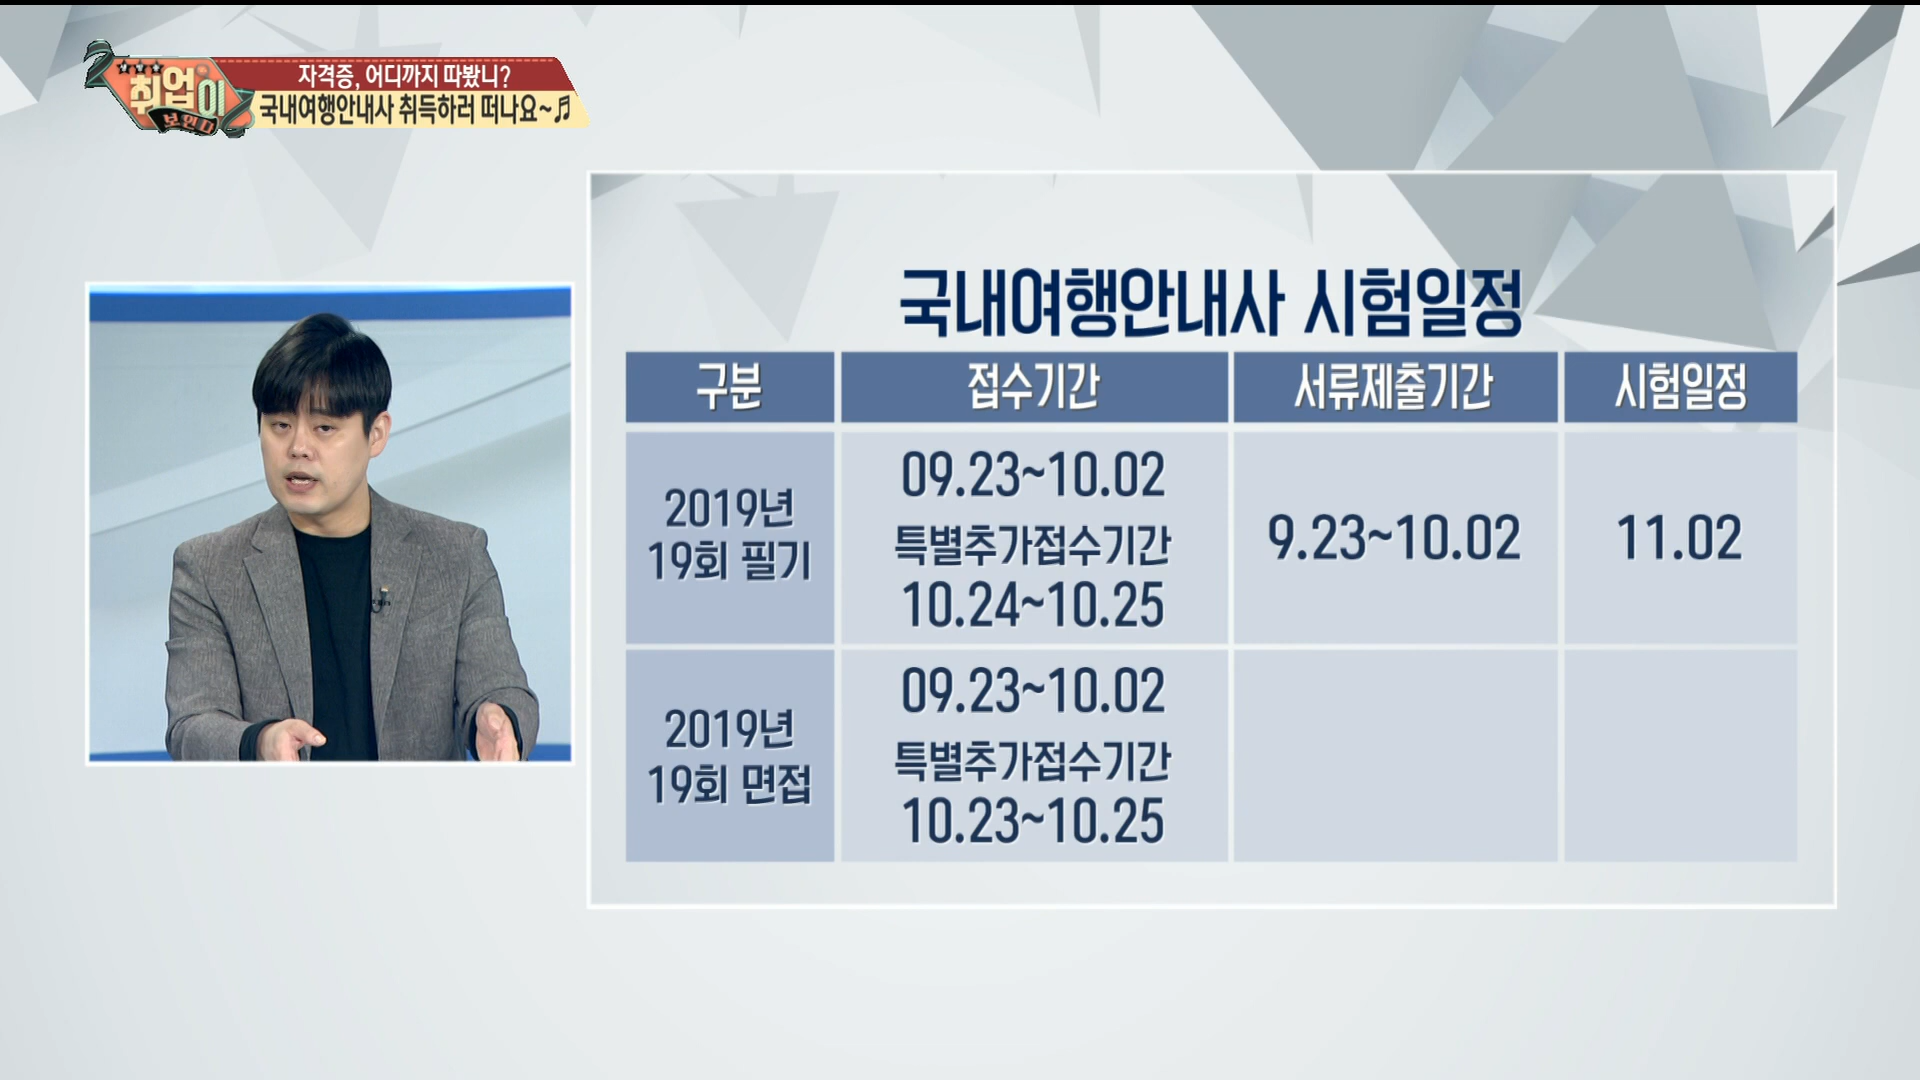 취업이
보인다
자격증, 어디까지 따봤니?
국내여행안내사 취득하러 떠나요~♬
국내여행안내사 시험일정
구분 접수기간 서류제출기간 시험일정
2019년
19회 필기
09.23~10.02
특별추가접수기간
10.24~10.25
9.23~10.02
11.02
2019년
19회 면접
09.23~10.02
특별추가접수기간
10.23~10.25